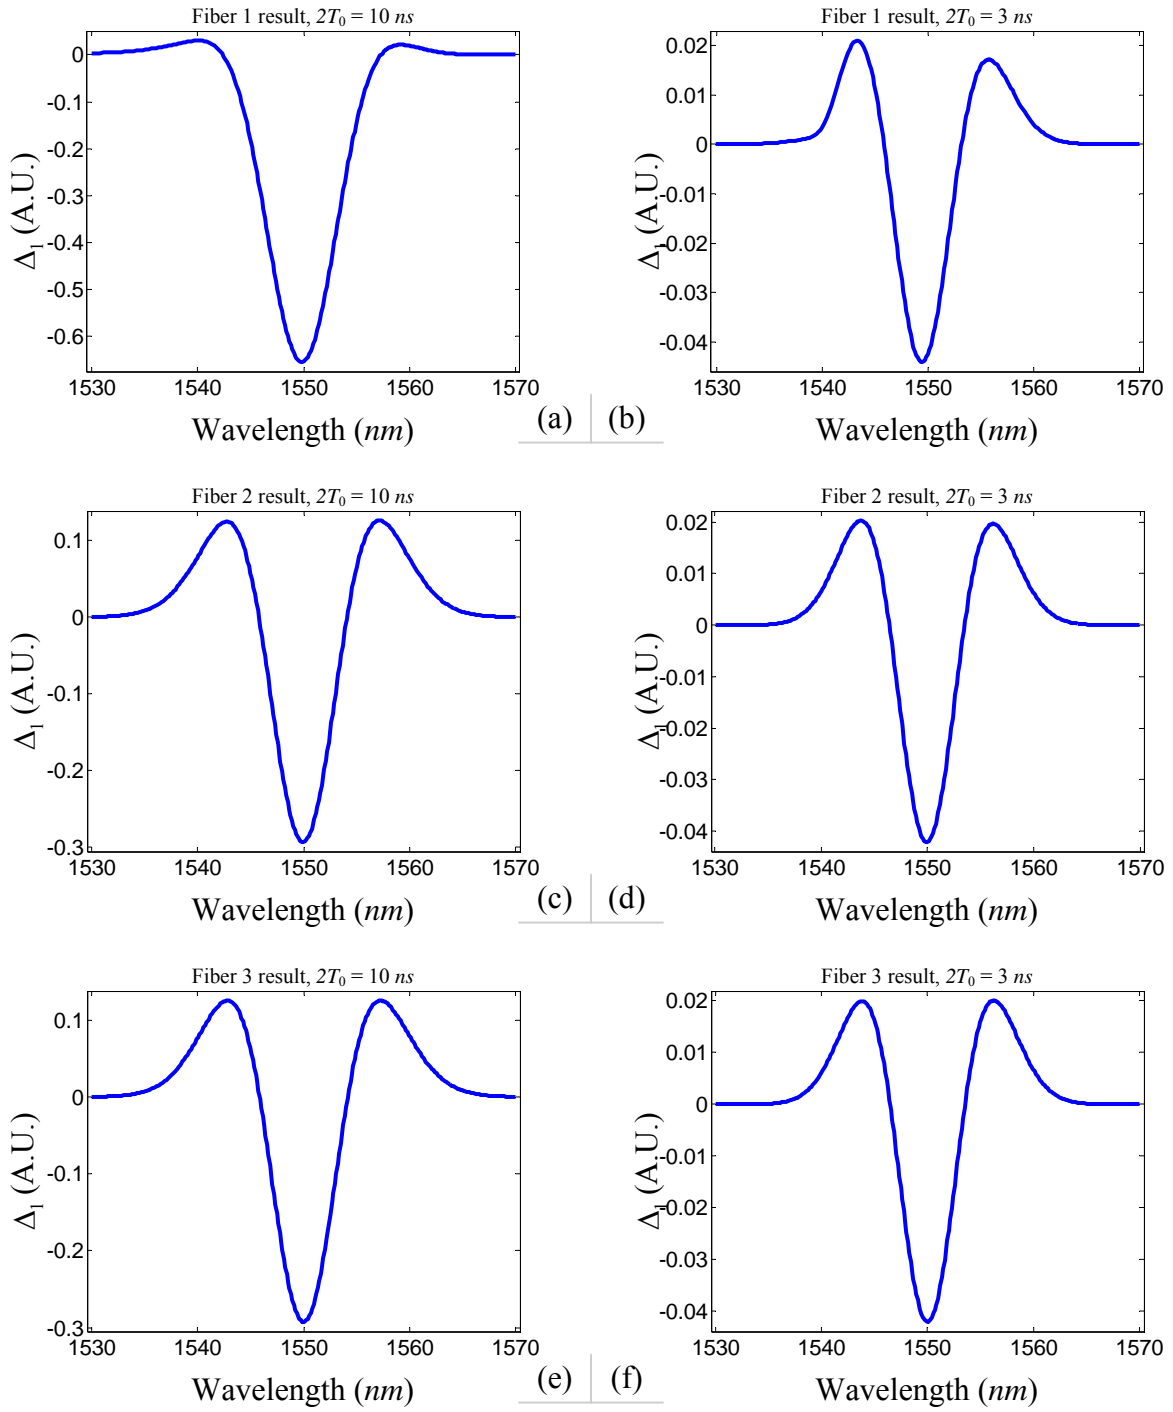 Fiber 1 result, 2T₀ = 10 ns
0
-0.1
-0.2
-0.3
-0.4
-0.5
-0.6
Δ₁ (A.U.)
1530 1540 1550 1560 1570
Wavelength (nm)
(a)
Fiber 1 result, 2T₀ = 3 ns
0.02
0.01
0
-0.01
-0.02
-0.03
-0.04
Δ₁ (A.U.)
1530 1540 1550 1560 1570
Wavelength (nm)
(b)
Fiber 2 result, 2T₀ = 10 ns
0.1
0
-0.1
-0.2
-0.3
Δ₁ (A.U.)
1530 1540 1550 1560 1570
Wavelength (nm)
(c)
Fiber 2 result, 2T₀ = 3 ns
0.02
0.01
0
-0.01
-0.02
-0.03
-0.04
Δ₁ (A.U.)
1530 1540 1550 1560 1570
Wavelength (nm)
(d)
Fiber 3 result, 2T₀ = 10 ns
0.1
0
-0.1
-0.2
-0.3
Δ₁ (A.U.)
1530 1540 1550 1560 1570
Wavelength (nm)
(e)
Fiber 3 result, 2T₀ = 3 ns
0.02
0.01
0
-0.01
-0.02
-0.03
-0.04
Δ₁ (A.U.)
1530 1540 1550 1560 1570
Wavelength (nm)
(f)